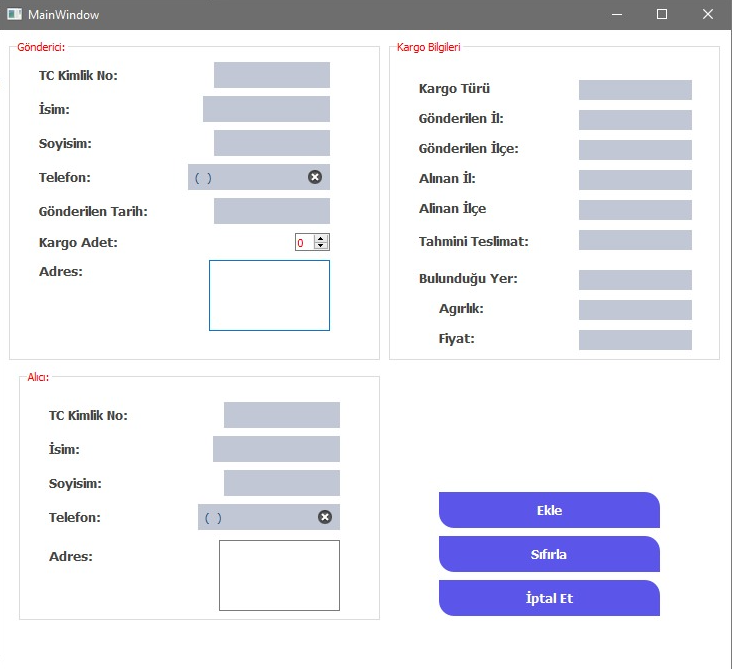 MainWindow
Gönderici:
TC Kimlik No:
İsim:
Soyisim:
Telefon:
( )
Gönderilen Tarih:
Kargo Adet:
0
Adres:
Kargo Bilgileri
Kargo Türü
Gönderilen İl:
Gönderilen İlçe:
Alınan İl:
Alinan İlçe
Tahmini Teslimat:
Bulunduğu Yer:
Agırlık:
Fiyat:
Alıcı:
TC Kimlik No:
İsim:
Soyisim:
Telefon:
( )
Adres:
Ekle
Sıfırla
İptal Et